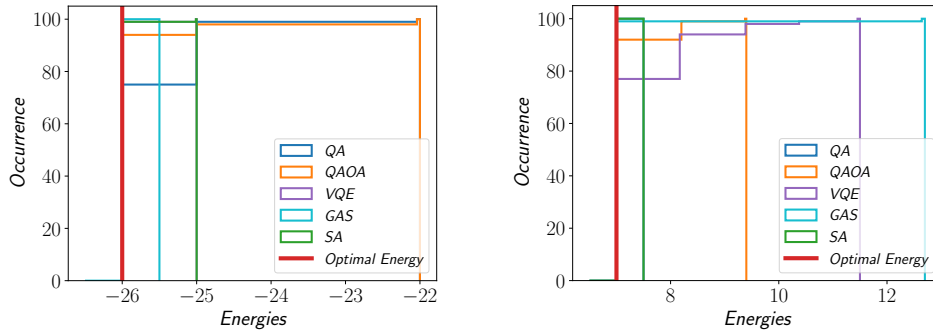 100
80
60
40
20
0
Occurrence
QA
QAOA
VQE
GAS
SA
Optimal Energy
−26 −25 −24 −23 −22
Energies
100
80
60
40
20
0
Occurrence
QA
QAOA
VQE
GAS
SA
Optimal Energy
8 10 12
Energies